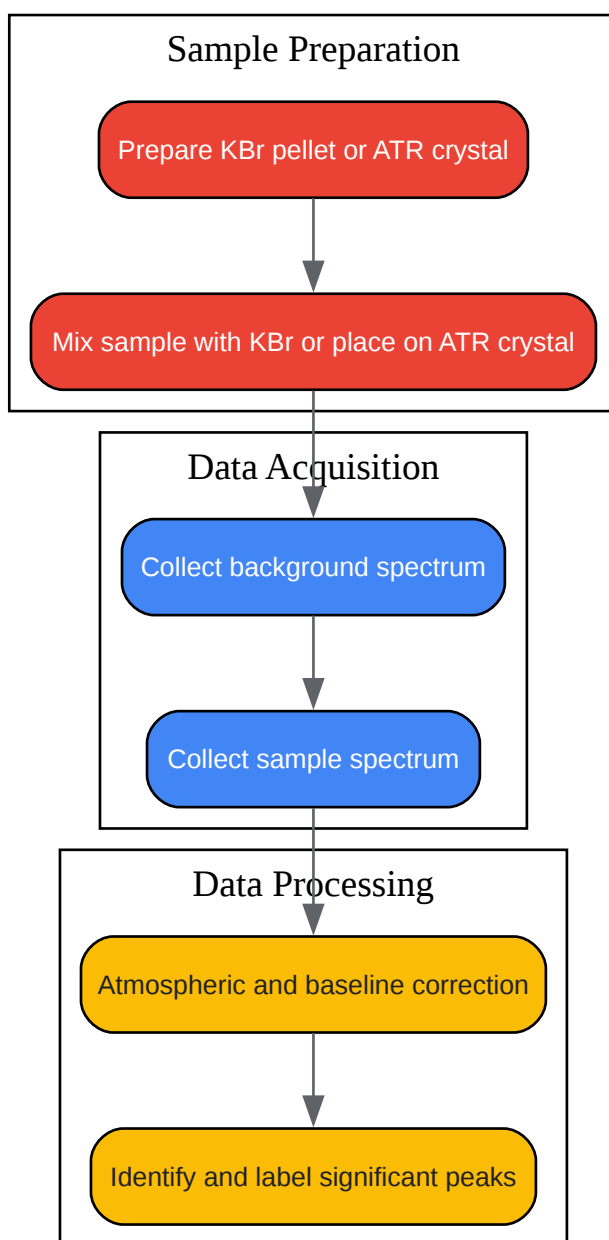 Sample Preparation
Prepare KBr pellet or ATR crystal
Mix sample with KBr or place on ATR crystal
Data Acquisition
Collect background spectrum
Collect sample spectrum
Data Processing
Atmospheric and baseline correction
Identify and label significant peaks